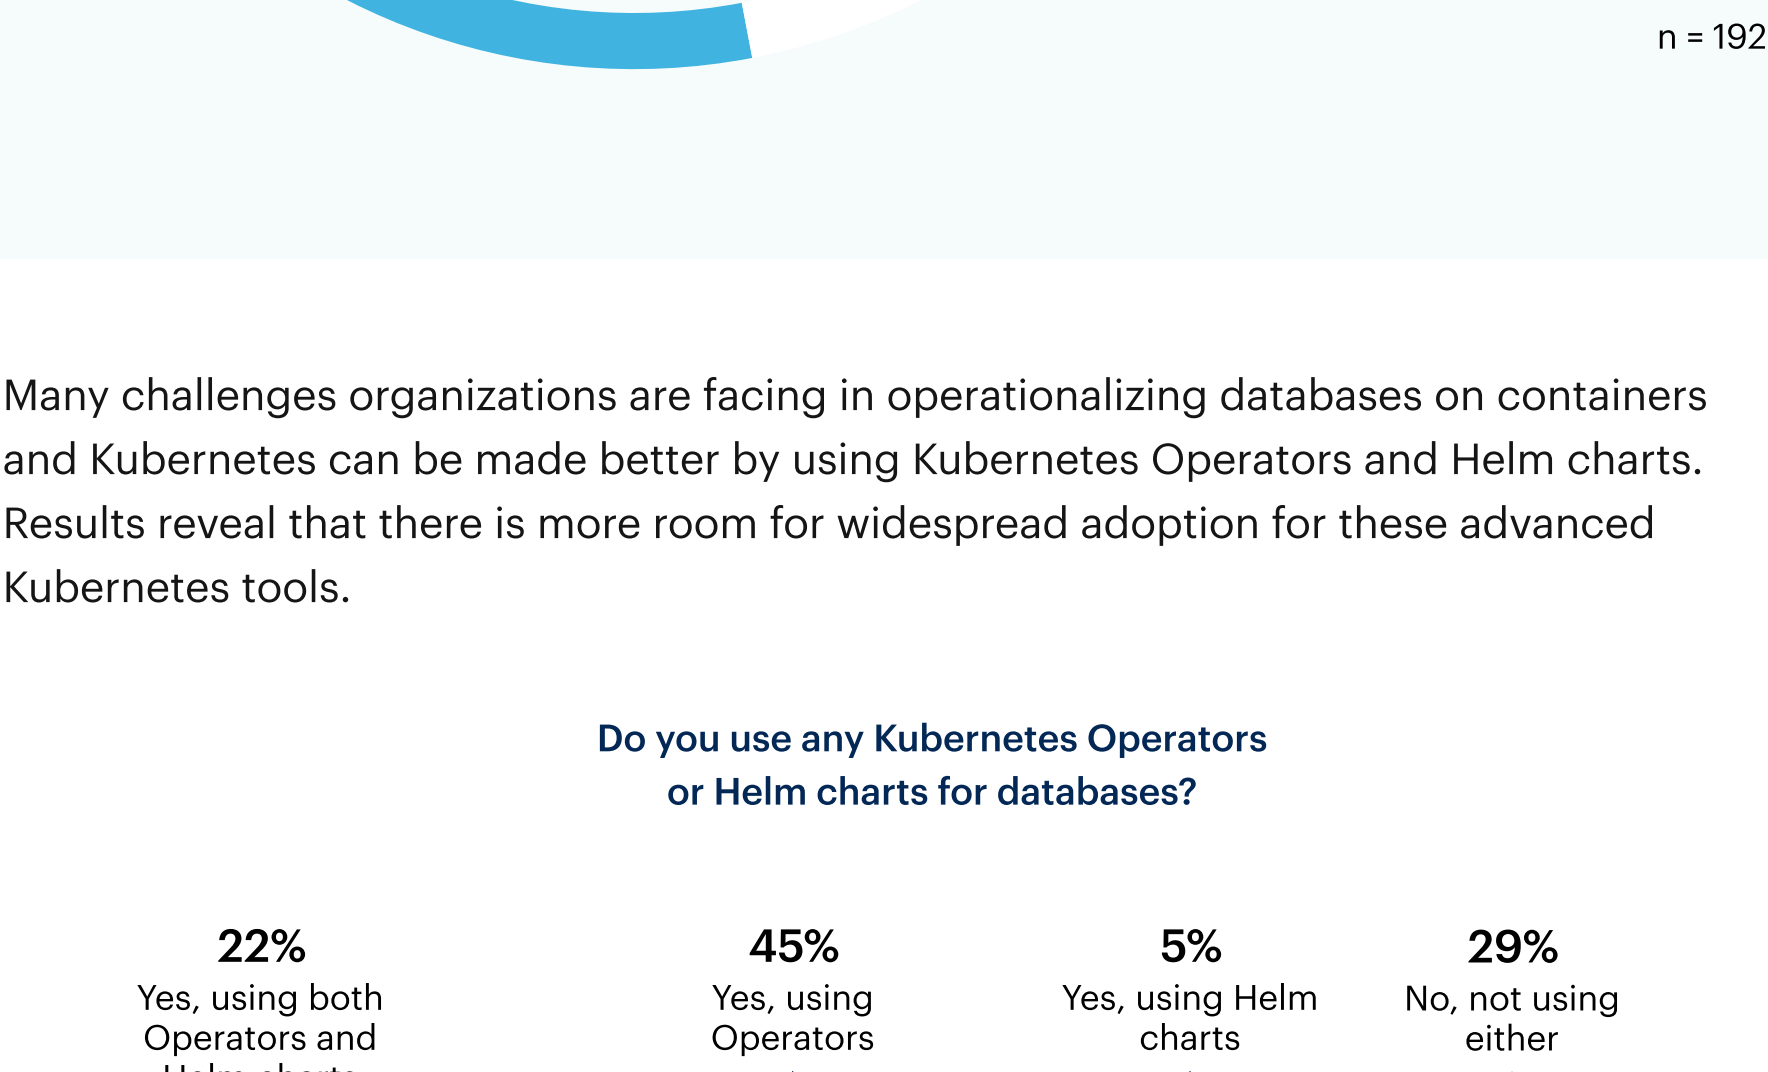 n = 192
Many challenges organizations are facing in operationalizing databases on containers
and Kubernetes can be made better by using Kubernetes Operators and Helm charts.
Results reveal that there is more room for widespread adoption for these advanced
Kubernetes tools.
Do you use any Kubernetes Operators
or Helm charts for databases?
22%
Yes, using both
Operators and
Helm charts
45%
Yes, using
Operators
5%
Yes, using Helm
charts
29%
No, not using
either